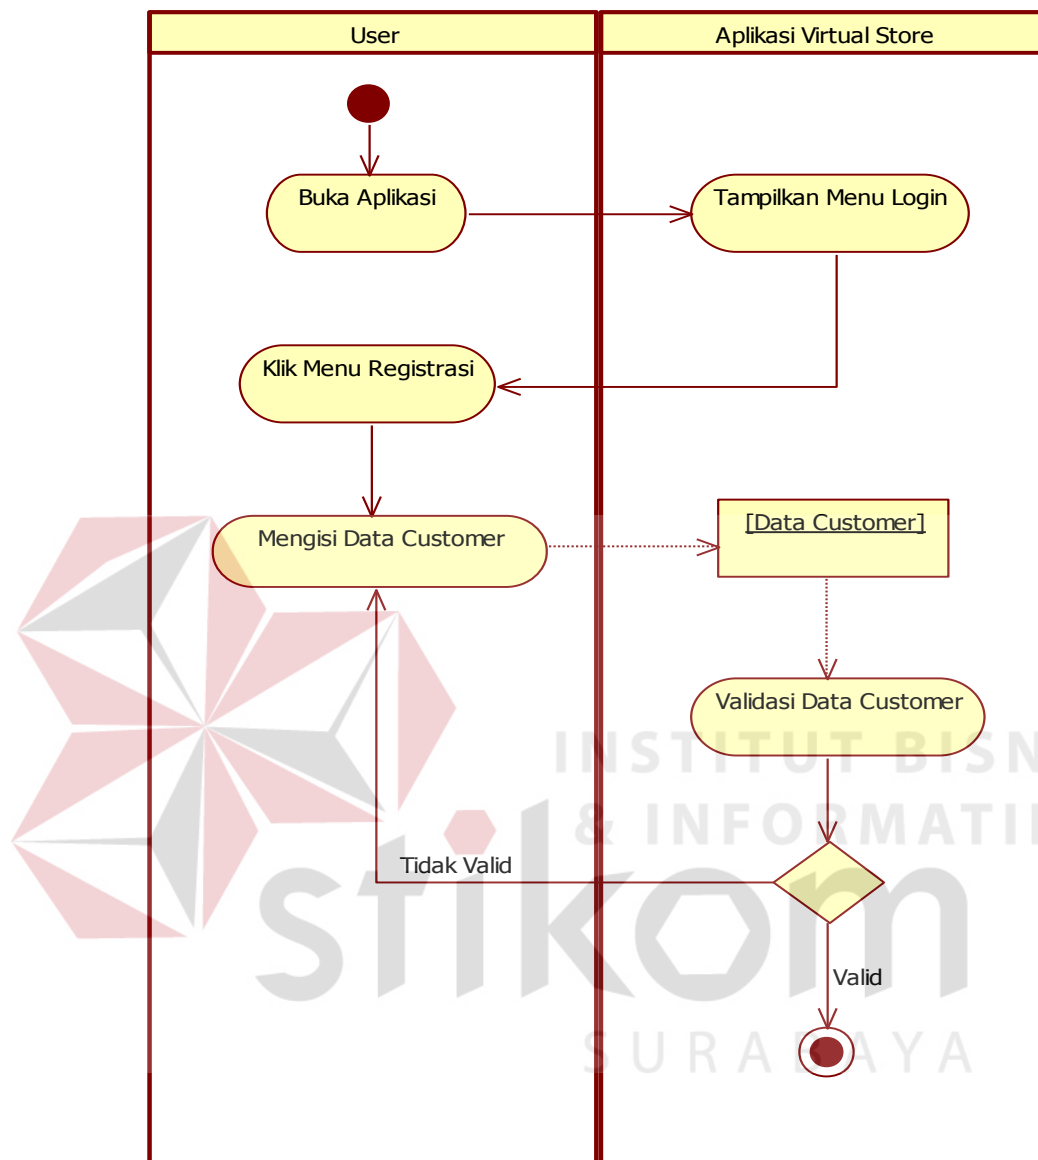 User
Aplikasi Virtual Store
Buka Aplikasi
Tampilkan Menu Login
Klik Menu Registrasi
Mengisi Data Customer
[Data Customer]
Validasi Data Customer
INSTITUT BISN
& INFORMATI
Tidak Valid
stikom
Valid
SURABAYA